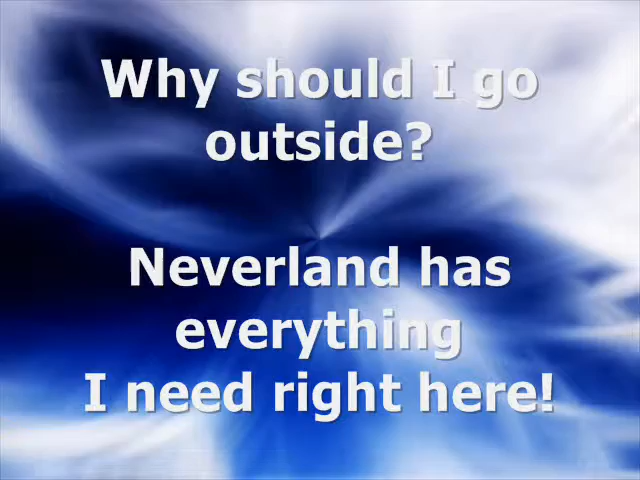 Why should I go
outside?
Neverland has
everything
I need right here!